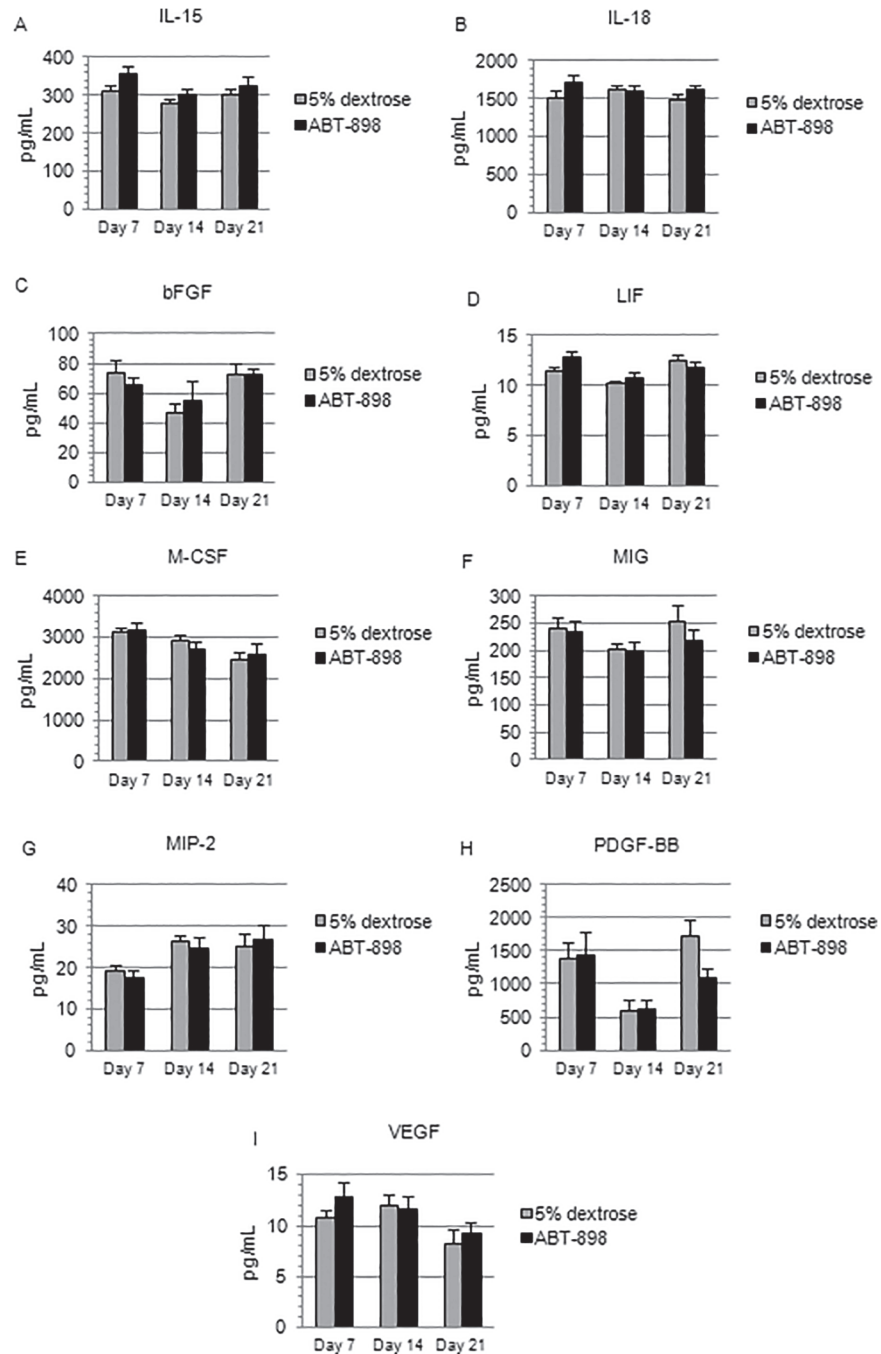 A
IL-15
400
300
200
100
0
pg/mL
Day 7 Day 14 Day 21
5% dextrose
ABT-898
B
IL-18
2000
1500
1000
500
0
pg/mL
Day 7 Day 14 Day 21
5% dextrose
ABT-898
C
bFGF
100
80
60
40
20
0
pg/mL
Day 7 Day 14 Day 21
5% dextrose
ABT-898
D
LIF
15
10
5
0
pg/mL
Day 7 Day 14 Day 21
5% dextrose
ABT-898
E
M-CSF
4000
3000
2000
1000
0
pg/mL
Day 7 Day 14 Day 21
5% dextrose
ABT-898
F
MIG
300
250
200
150
100
50
0
pg/mL
Day 7 Day 14 Day 21
5% dextrose
ABT-898
G
MIP-2
40
30
20
10
0
pg/mL
Day 7 Day 14 Day 21
5% dextrose
ABT-898
H
PDGF-BB
2500
2000
1500
1000
500
0
pg/mL
Day 7 Day 14 Day 21
5% dextrose
ABT-898
I
VEGF
15
10
5
0
pg/mL
Day 7 Day 14 Day 21
5% dextrose
ABT-898